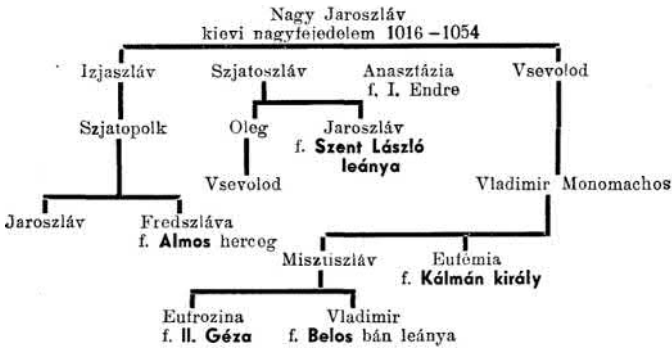 Nagy Jaroszláv
kievi nagyfejedelem 1016–1054
Izjaszláv Szjatoszláv Anasztázia Vsevolod
f. I. Endre
Szjatopolk Oleg Jaroszláv
f. Szent László
leánya
Vsevolod Vladimir Monomachos
Jaroszláv Fredszláva
f. Álmos herceg
Misztiszláv Eufémia
f. Kálmán király
Eufrozina Vladimir
f. II. Géza f. Belos bán leánya